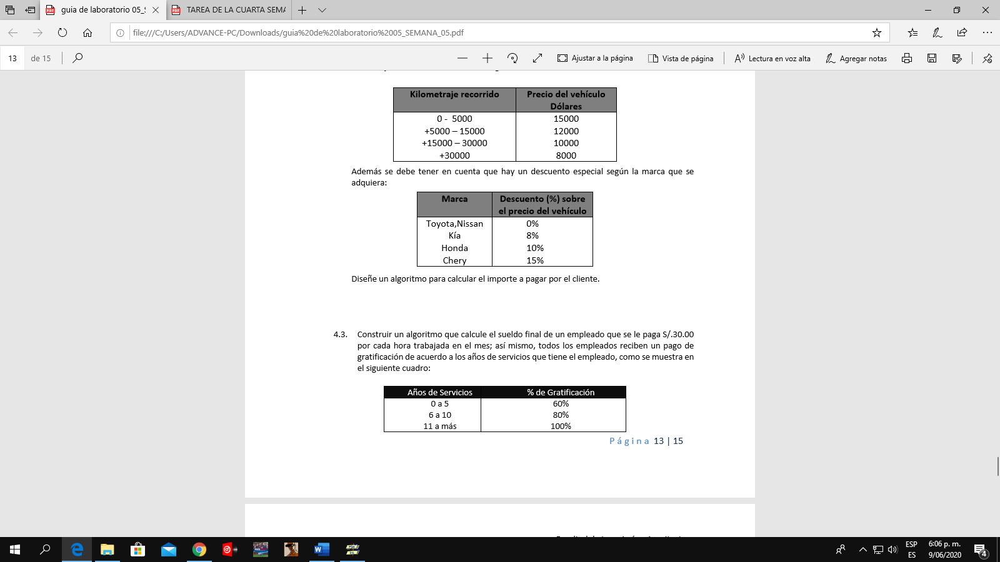 guia de laboratorio 05_S
TAREA DE LA CUARTA SEMA
file:///C:/Users/ADVANCE-PC/Downloads/guia%20de%20laboratorio%2005_SEMANA_05.pdf
13 de 15
Ajustar a la página
Vista de página
Lectura en voz alta
Agregar notas
Kilometraje recorrido Precio del vehículo
Dólares
0 - 5000 15000
+5000 – 15000 12000
+15000 – 30000 10000
+30000 8000
Además se debe tener en cuenta que hay un descuento especial según la marca que se
adquiera:
Marca Descuento (%) sobre
el precio del vehículo
Toyota,Nissan 0%
Kía 8%
Honda 10%
Chery 15%
Diseñe un algoritmo para calcular el importe a pagar por el cliente.
4.3. Construir un algoritmo que calcule el sueldo final de un empleado que se le paga S/.30.00
por cada hora trabajada en el mes; así mismo, todos los empleados reciben un pago de
gratificación de acuerdo a los años de servicios que tiene el empleado, como se muestra en
el siguiente cuadro:
Años de Servicios % de Gratificación
0 a 5 60%
6 a 10 80%
11 a más 100%
Página 13 | 15
ESP
ES
6:06 p. m.
9/06/2020
4